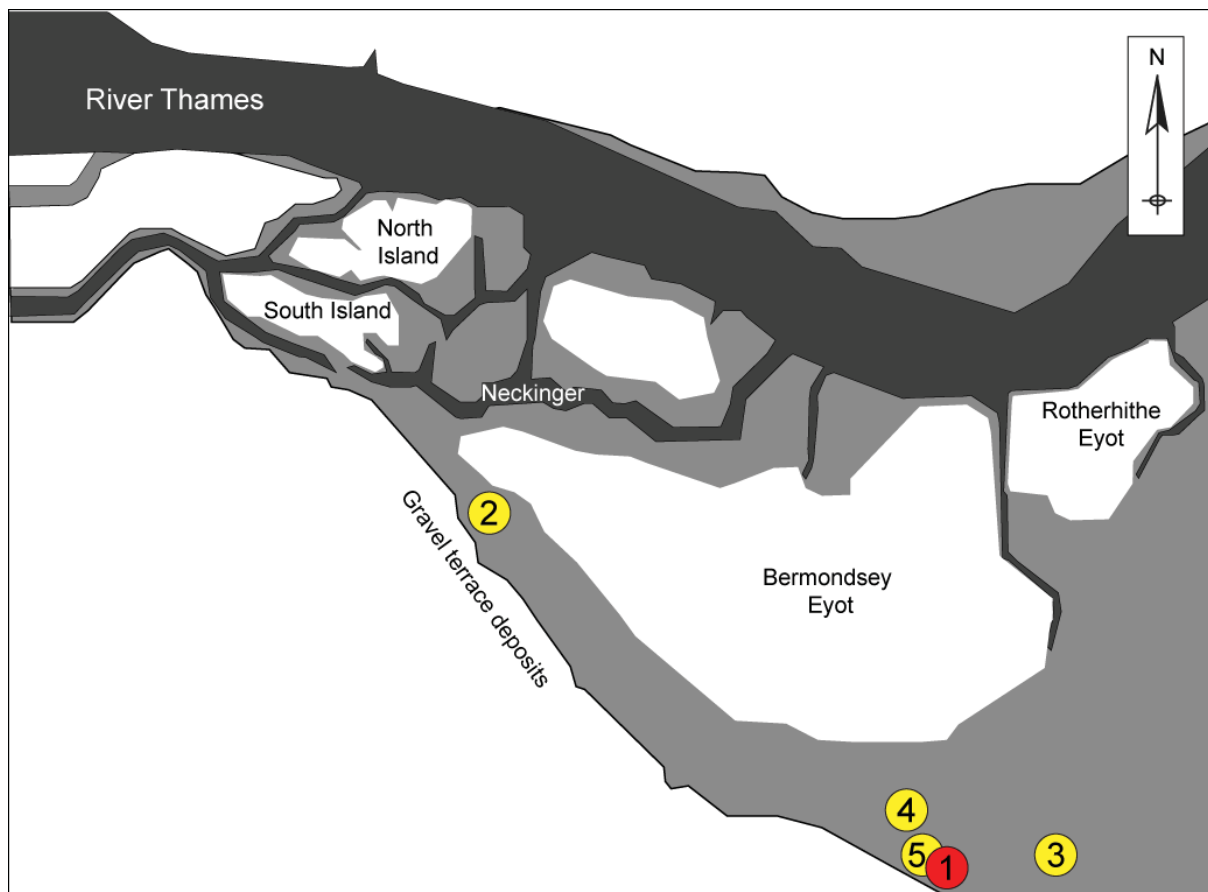 N
River Thames
North
Island
South Island
Neckinger
Rotherhithe
Eyot
2
Gravel terrace deposits
Bermondsey
Eyot
4
5
1
3